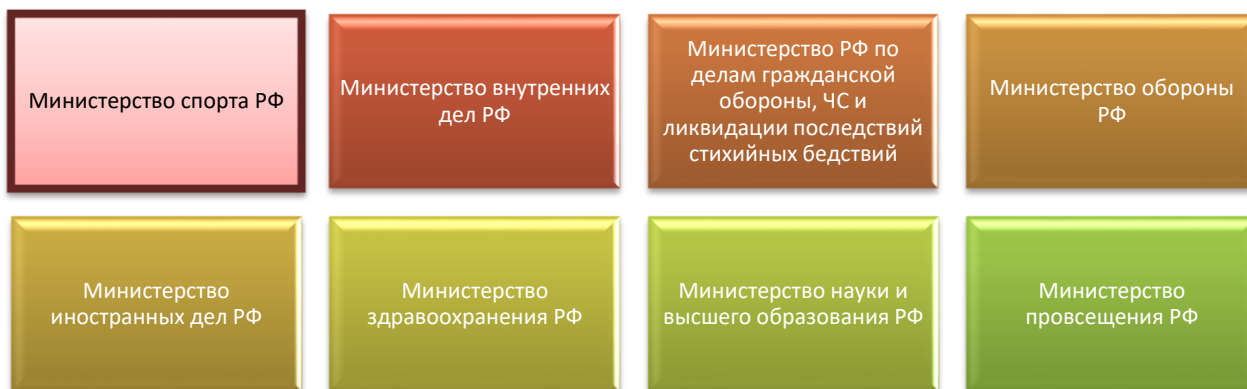 Министерство спорта РФ
Министерство внутренних
дел РФ
Министерство РФ по
делам гражданской
обороны, ЧС и
ликвидации последствий
стихийных бедствий
Министерство обороны
РФ
Министерство
иностранных дел РФ
Министерство
здравоохранения РФ
Министерство науки и
высшего образования РФ
Министерство
провсещения РФ